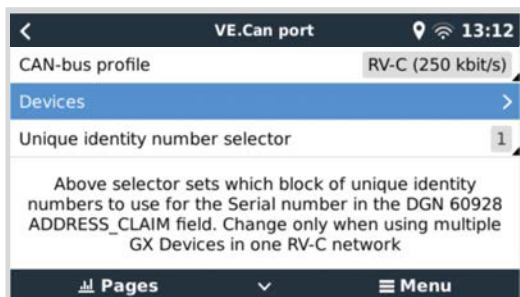 VE.Can port 13:12
CAN-bus profile RV-C (250 kbit/s)
Devices
Unique identity number selector 1
Above selector sets which block of unique identity
numbers to use for the Serial number in the DGN 60928
ADDRESS_CLAIM field. Change only when using multiple
GX Devices in one RV-C network
Pages Menu